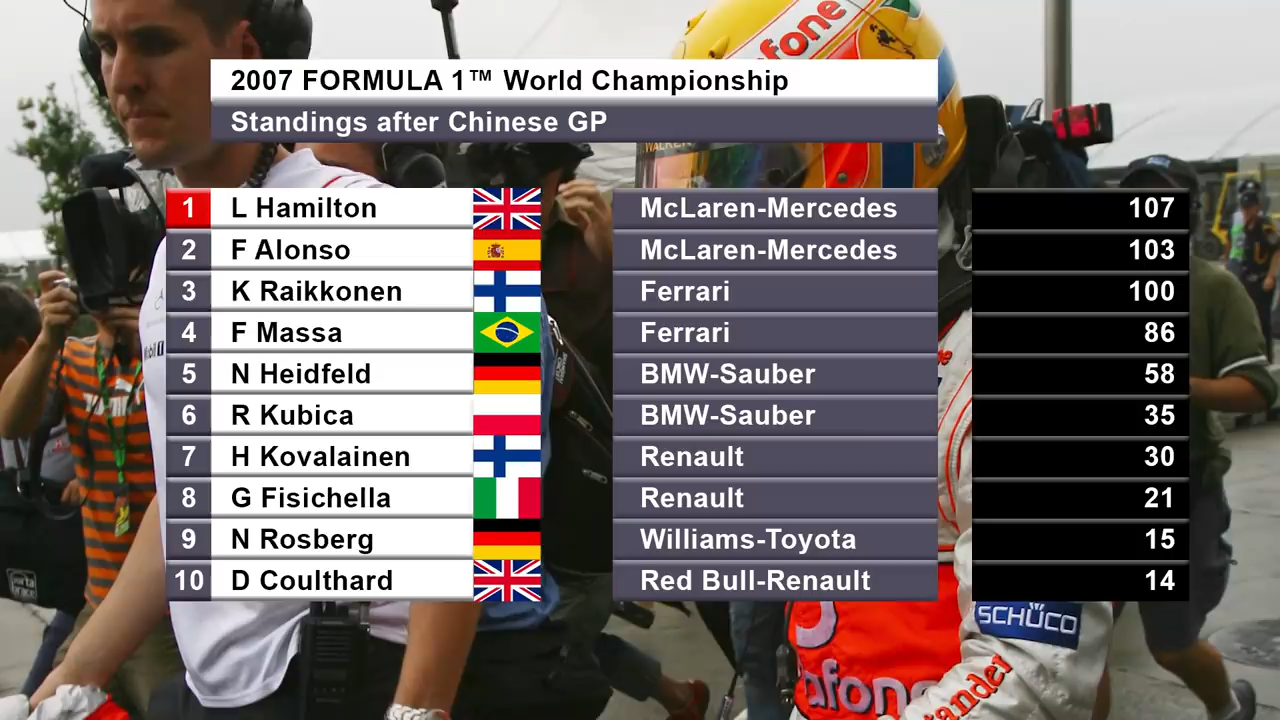 2007 FORMULA 1™ World Championship
Standings after Chinese GP
1 L Hamilton McLaren-Mercedes 107
2 F Alonso McLaren-Mercedes 103
3 K Raikkonen Ferrari 100
4 F Massa Ferrari 86
5 N Heidfeld BMW-Sauber 58
6 R Kubica BMW-Sauber 35
7 H Kovalainen Renault 30
8 G Fisichella Renault 21
9 N Rosberg Williams-Toyota 15
10 D Coulthard Red Bull-Renault 14
afone
SCHÜCO
afone
tander